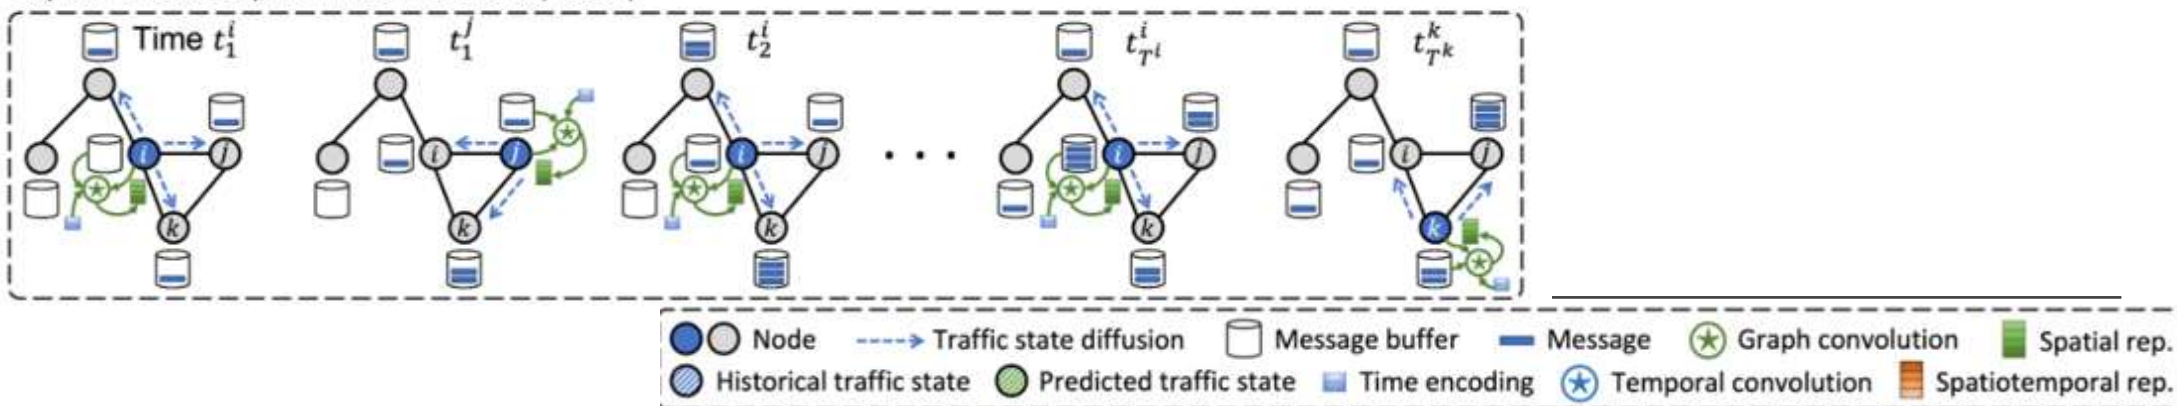 Time t_1^i t_1^j t_2^i t_{T^i}^i t_{T^k}^k
i j i j i j . . . i j i j
k k k k k
Node Traffic state diffusion Message buffer Message Graph convolution Spatial rep.
Historical traffic state Predicted traffic state Time encoding Temporal convolution Spatiotemporal rep.